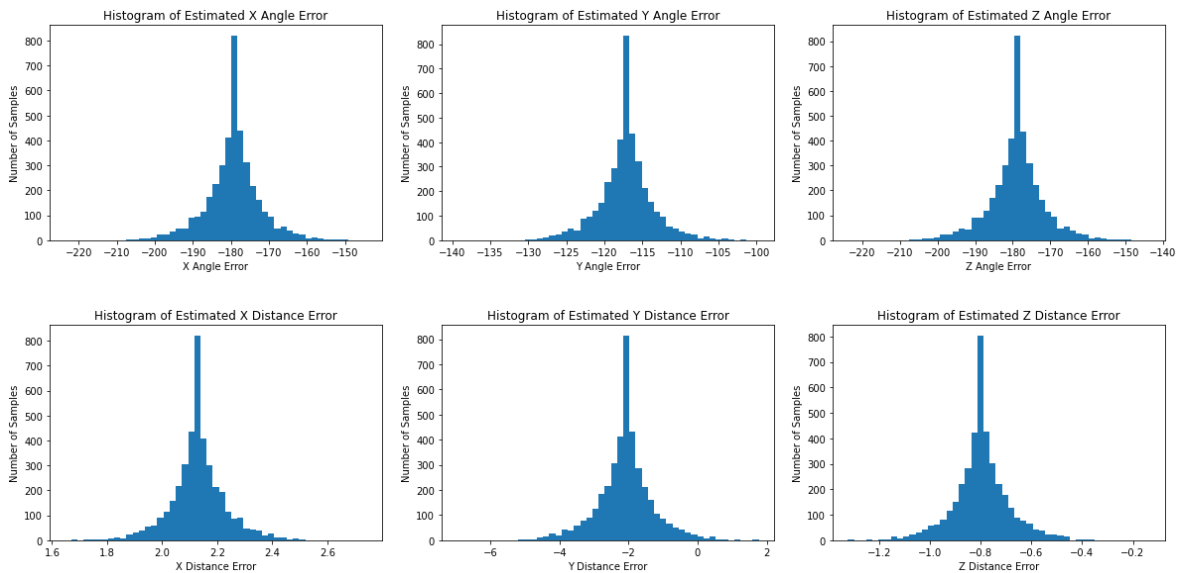 Histogram of Estimated X Angle Error
Number of Samples
800
700
600
500
400
300
200
100
0
−220 −210 −200 −190 −180 −170 −160 −150
X Angle Error
Histogram of Estimated Y Angle Error
Number of Samples
800
700
600
500
400
300
200
100
0
−140 −135 −130 −125 −120 −115 −110 −105 −100
Y Angle Error
Histogram of Estimated Z Angle Error
Number of Samples
800
700
600
500
400
300
200
100
0
−220 −210 −200 −190 −180 −170 −160 −150 −140
Z Angle Error
Histogram of Estimated X Distance Error
Number of Samples
800
700
600
500
400
300
200
100
0
1.6 1.8 2.0 2.2 2.4 2.6
X Distance Error
Histogram of Estimated Y Distance Error
Number of Samples
800
700
600
500
400
300
200
100
0
−6 −4 −2 0 2
Y Distance Error
Histogram of Estimated Z Distance Error
Number of Samples
800
700
600
500
400
300
200
100
0
−1.2 −1.0 −0.8 −0.6 −0.4 −0.2
Z Distance Error